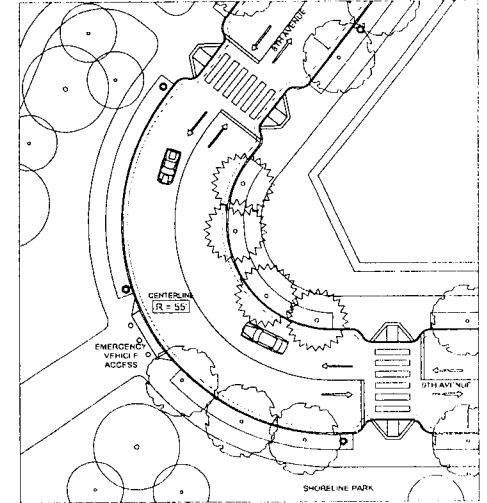 8TH AVENUE
CENTERLINE
R = 55'
EMERGENCY
VEHICLE
ACCESS
9TH AVENUE
SHORELINE PARK